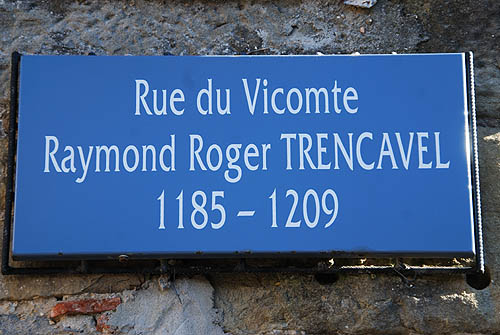 Rue du Vicomte
Raymond Roger TRENCAVEL
1185 – 1209